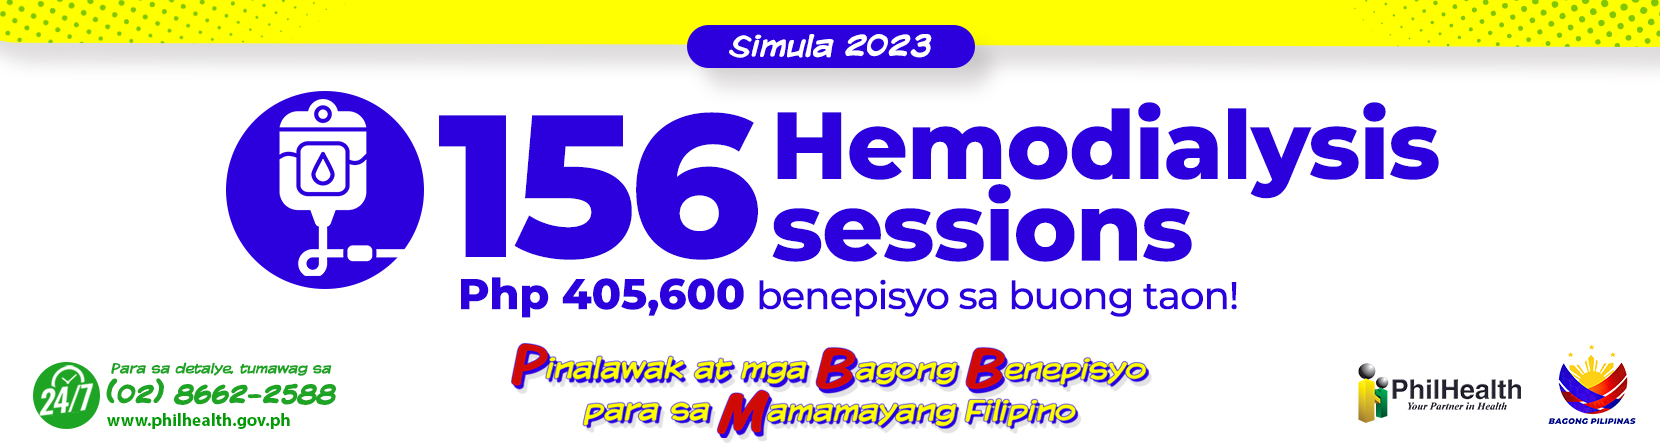 Simula 2023
156 Hemodialysis
sessions
Php 405,600 benepisyo sa buong taon!
Para sa detalye, tumawag sa
24/7 (02) 8662-2588
www.philhealth.gov.ph
Pinalawak at mga Bagong Benepisyo
para sa Mamamayang Filipino
PhilHealth
Your Partner in Health
BAGONG PILIPINAS